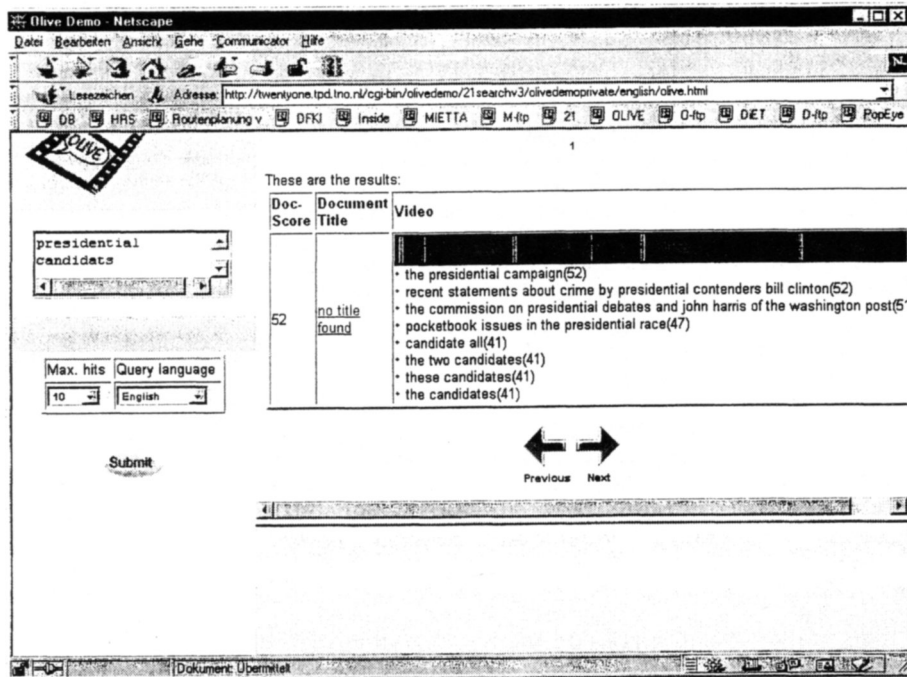 Olive Demo - Netscape
Datei Bearbeiten Ansicht Gehe Communicator Hilfe
N
Lesezeichen Adresse: http://twentyone.tpd.tno.nl/cgi-bin/olivedemo/21searchv3/olivedemoprivate/english/olive.html
DB HRS Routenplanung v DFKI Inside MIETTA M-ftp 21 OLIVE O-ftp DiET D-ftp PopEye
OLIVE
1
These are the results:
Doc-Score Document Title Video
presidential
candidats
52 no title found
• the presidential campaign(52)
• recent statements about crime by presidential contenders bill clinton(52)
• the commission on presidential debates and john harris of the washington post(51
• pocketbook issues in the presidential race(47)
• candidate all(41)
• the two candidates(41)
• these candidates(41)
• the candidates(41)
Max. hits Query language
10 English
Submit
Previous Next
Dokument: Übermittelt